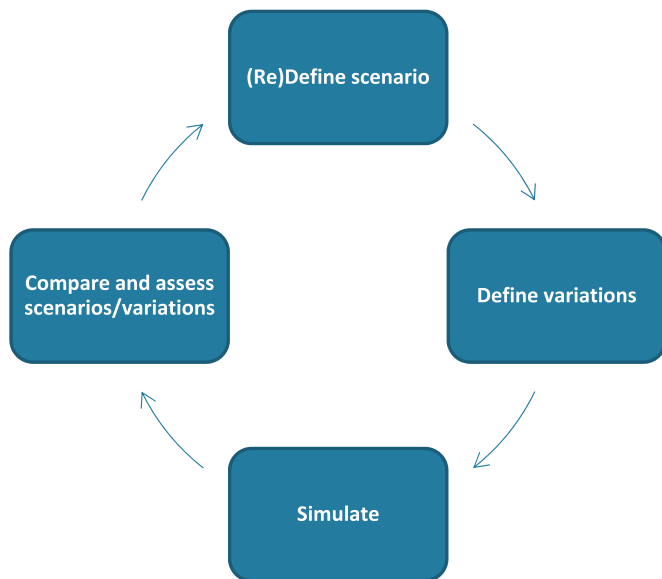 (Re)Define scenario
Define variations
Simulate
Compare and assess
scenarios/variations